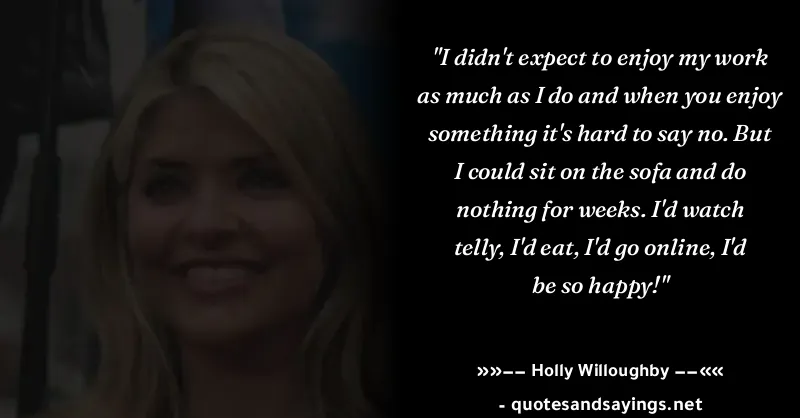 "I didn't expect to enjoy my work
as much as I do and when you enjoy
something it's hard to say no. But
I could sit on the sofa and do
nothing for weeks. I'd watch
telly, I'd eat, I'd go online, I'd
be so happy!"
»»−− Holly Willoughby −−««
- quotesandsayings.net